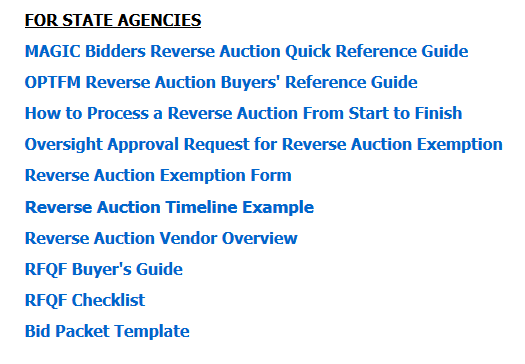 FOR STATE AGENCIES
MAGIC Bidders Reverse Auction Quick Reference Guide
OPTFM Reverse Auction Buyers' Reference Guide
How to Process a Reverse Auction From Start to Finish
Oversight Approval Request for Reverse Auction Exemption
Reverse Auction Exemption Form
Reverse Auction Timeline Example
Reverse Auction Vendor Overview
RFQF Buyer's Guide
RFQF Checklist
Bid Packet Template